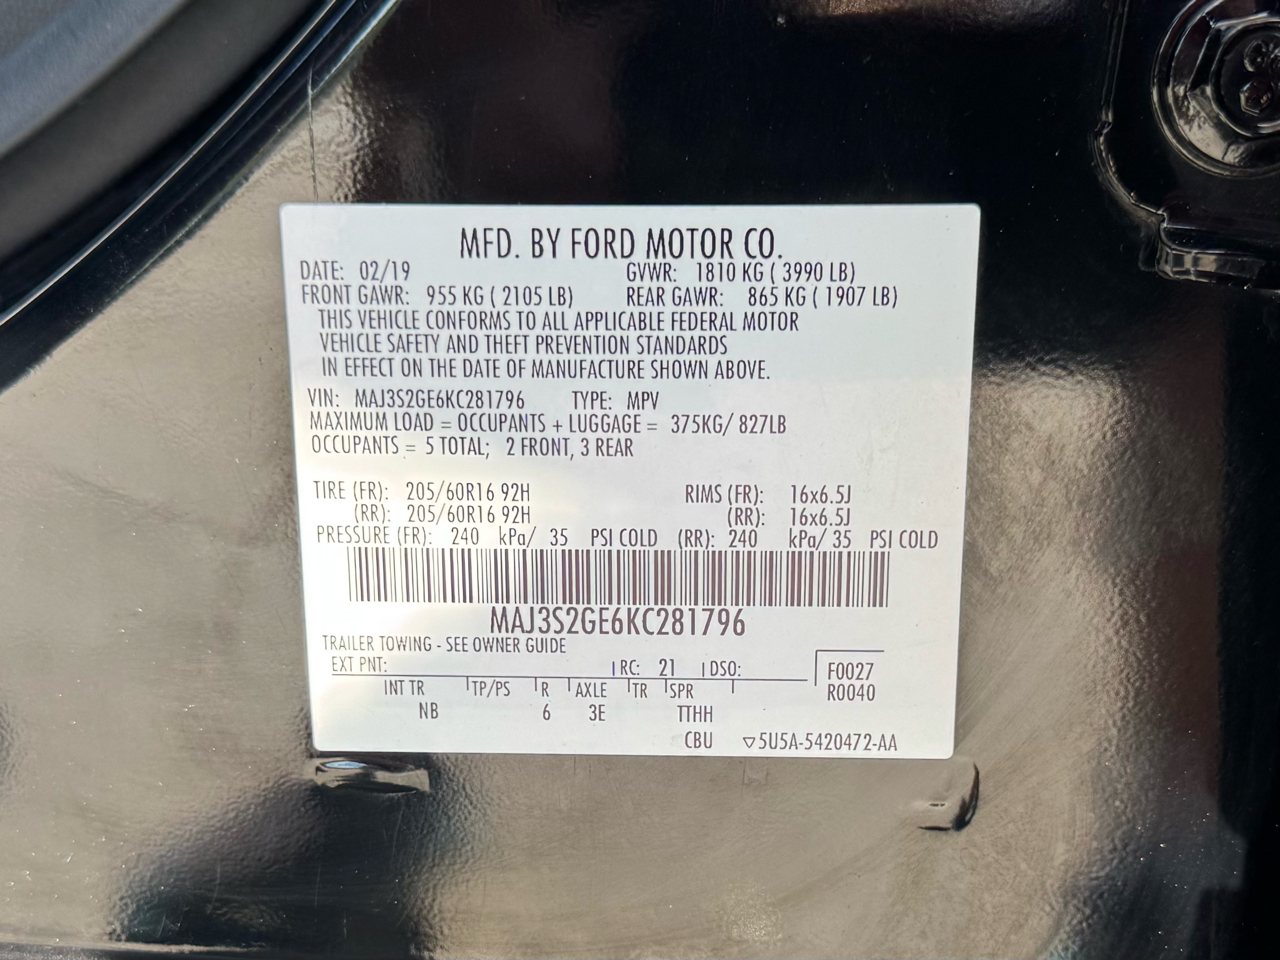 MFD. BY FORD MOTOR CO.
DATE: 02/19 GVWR: 1810 KG ( 3990 LB)
FRONT GAWR: 955 KG ( 2105 LB) REAR GAWR: 865 KG ( 1907 LB)
THIS VEHICLE CONFORMS TO ALL APPLICABLE FEDERAL MOTOR
VEHICLE SAFETY AND THEFT PREVENTION STANDARDS
IN EFFECT ON THE DATE OF MANUFACTURE SHOWN ABOVE.
VIN: MAJ3S2GE6KC281796 TYPE: MPV
MAXIMUM LOAD = OCCUPANTS + LUGGAGE = 375KG/ 827LB
OCCUPANTS = 5 TOTAL; 2 FRONT, 3 REAR
TIRE (FR): 205/60R16 92H RIMS (FR): 16x6.5J
(RR): 205/60R16 92H (RR): 16x6.5J
PRESSURE (FR): 240 kPa/ 35 PSI COLD (RR): 240 kPa/ 35 PSI COLD
MAJ3S2GE6KC281796
TRAILER TOWING - SEE OWNER GUIDE
EXT PNT: RC: 21 DSO: F0027
INT TR TP/PS R AXLE TR SPR R0040
NB 6 3E TTHH
CBU ▽5U5A-5420472-AA